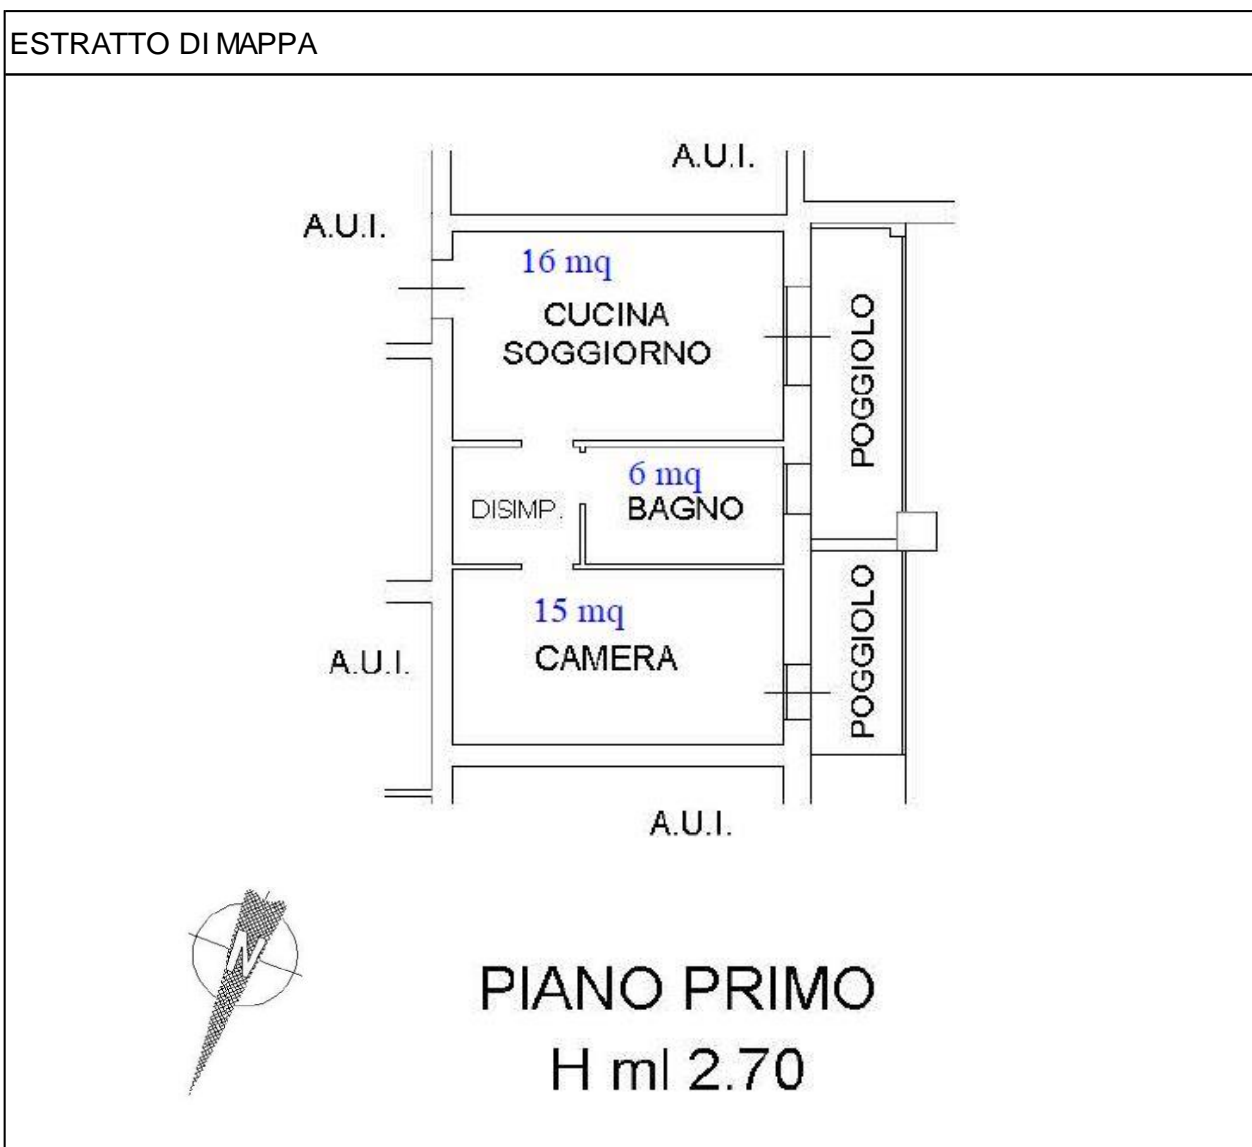 ESTRATTO DI MAPPA
A.U.I.
A.U.I.
16 mq
CUCINA
SOGGIORNO
POGGIOLO
6 mq
DISIMP.
BAGNO
15 mq
CAMERA
POGGIOLO
A.U.I.
A.U.I.
N
PIANO PRIMO
H ml 2.70